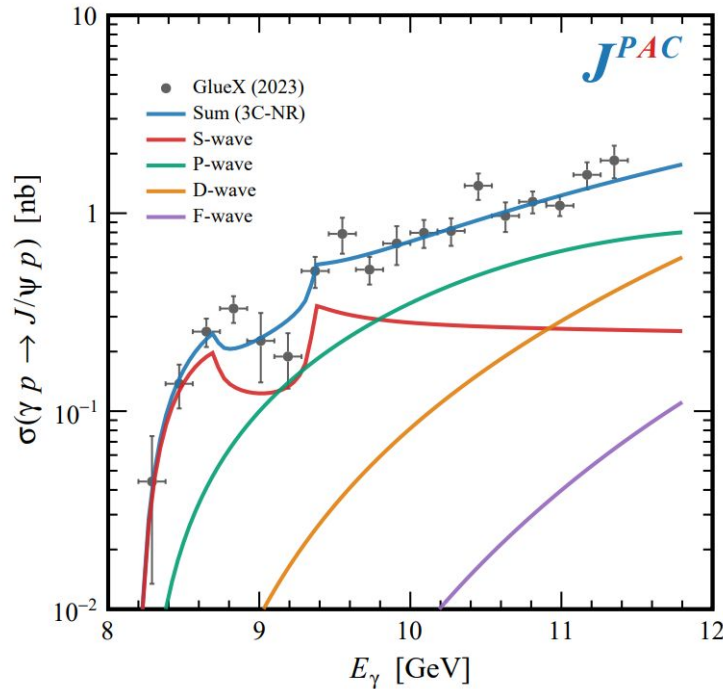 10
J^{PAC}
GlueX (2023)
Sum (3C-NR)
S-wave
P-wave
D-wave
F-wave
1
σ(γ p → J/ψ p) [nb]
10⁻¹
10⁻²
8
9
10
11
12
E_γ [GeV]